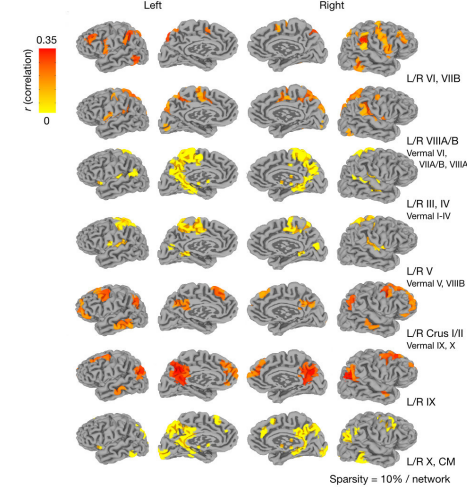 Left Right
0.35
r (correlation)
0
L/R VI, VIIB
L/R VIIIA/B
Vermal VI,
VIIA/B, VIIIA
L/R III, IV
Vermal I-IV
L/R V
Vermal V, VIIIB
L/R Crus I/II
Vermal IX, X
L/R IX
L/R X, CM
Sparsity = 10% / network